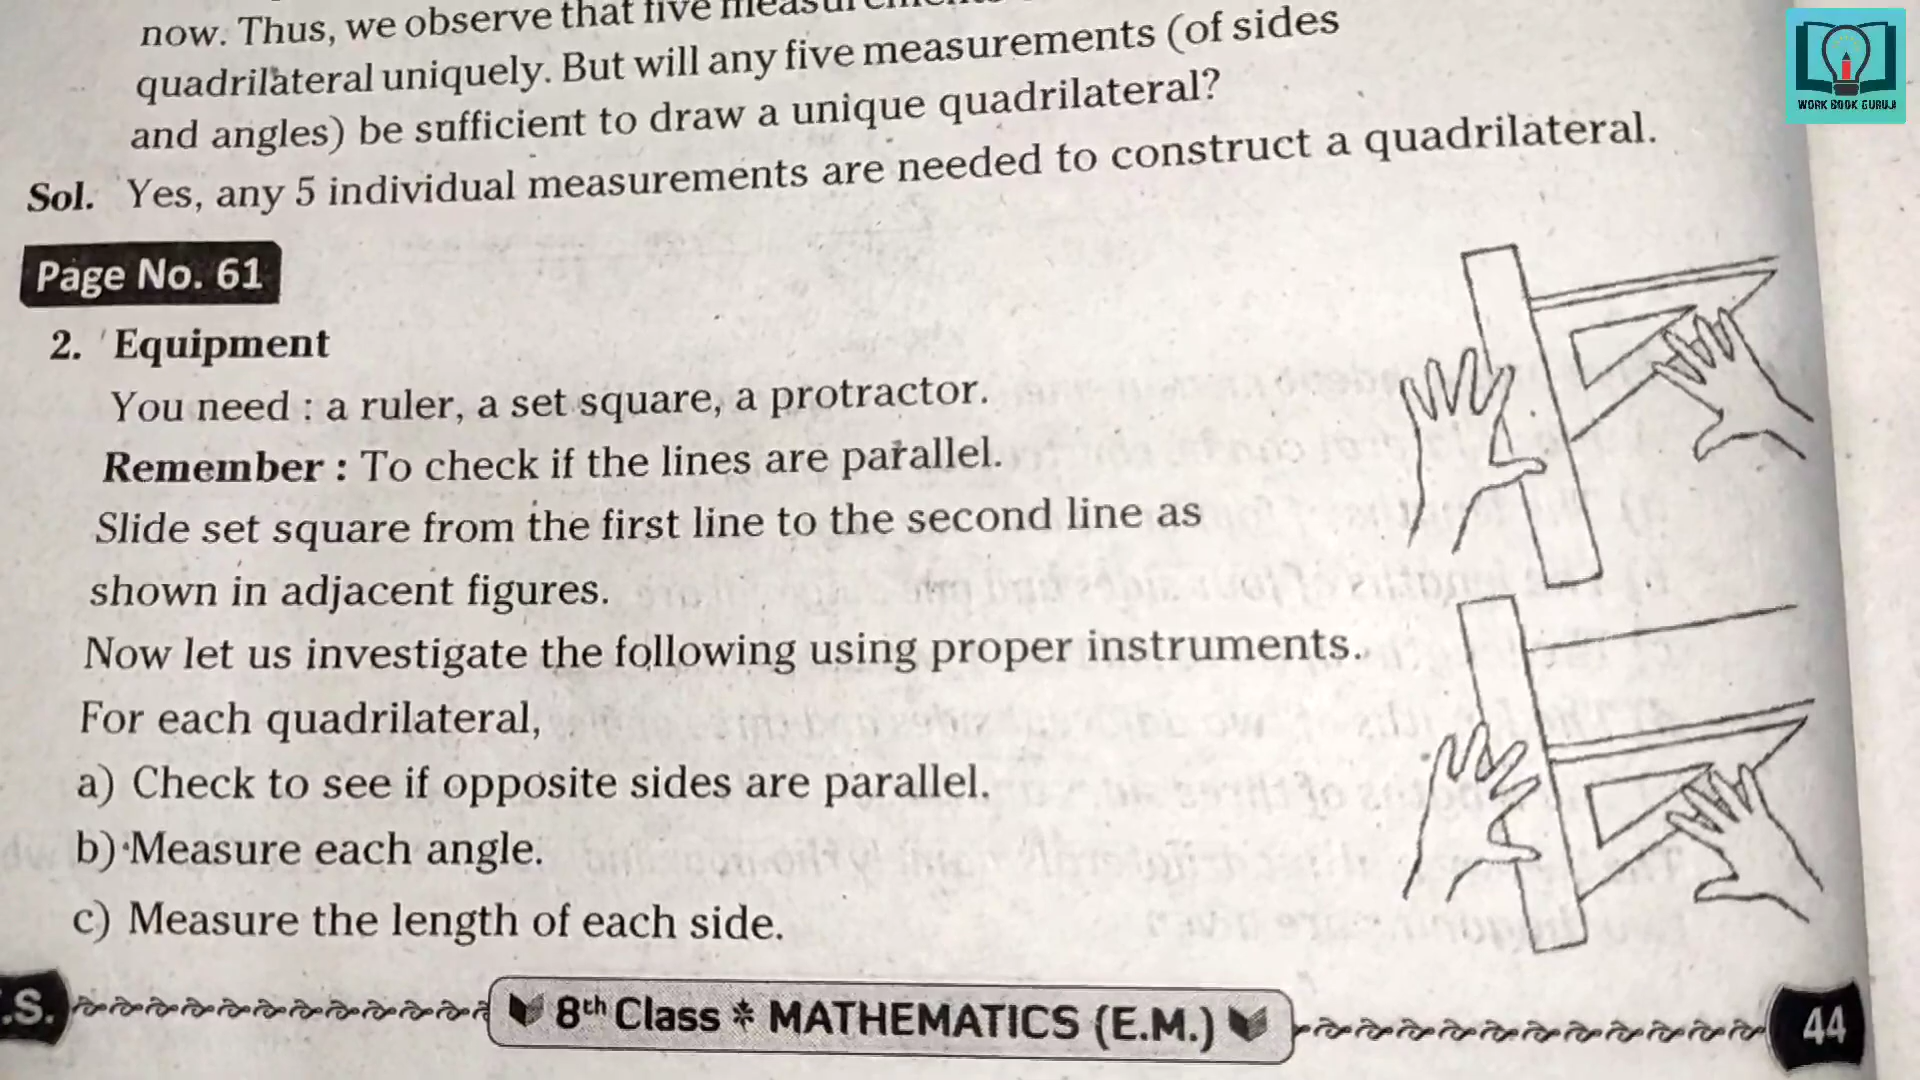 now. Thus, we observe that five measurements
quadrilateral uniquely. But will any five measurements (of sides
and angles) be sufficient to draw a unique quadrilateral?
Sol. Yes, any 5 individual measurements are needed to construct a quadrilateral.
Page No. 61
2. Equipment
You need : a ruler, a set square, a protractor.
Remember : To check if the lines are parallel.
Slide set square from the first line to the second line as
shown in adjacent figures.
Now let us investigate the following using proper instruments.
For each quadrilateral,
a) Check to see if opposite sides are parallel.
b) Measure each angle.
c) Measure the length of each side.
.S.
8th Class * MATHEMATICS (E.M.)
44
WORK BOOK GURUJI